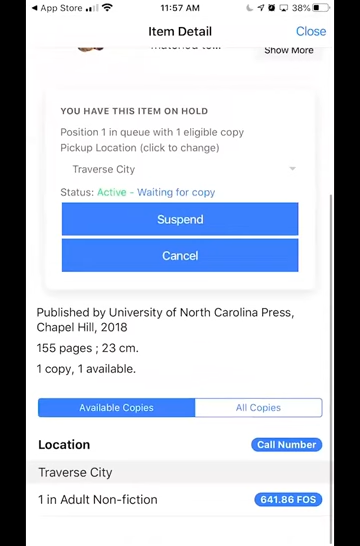 App Store
11:57 AM
38%
Item Detail
Close
matched to...
Show More
YOU HAVE THIS ITEM ON HOLD
Position 1 in queue with 1 eligible copy
Pickup Location (click to change)
Traverse City
Status: Active - Waiting for copy
Suspend
Cancel
Published by University of North Carolina Press,
Chapel Hill, 2018
155 pages ; 23 cm.
1 copy, 1 available.
Available Copies
All Copies
Location
Call Number
Traverse City
1 in Adult Non-fiction
641.86 FOS